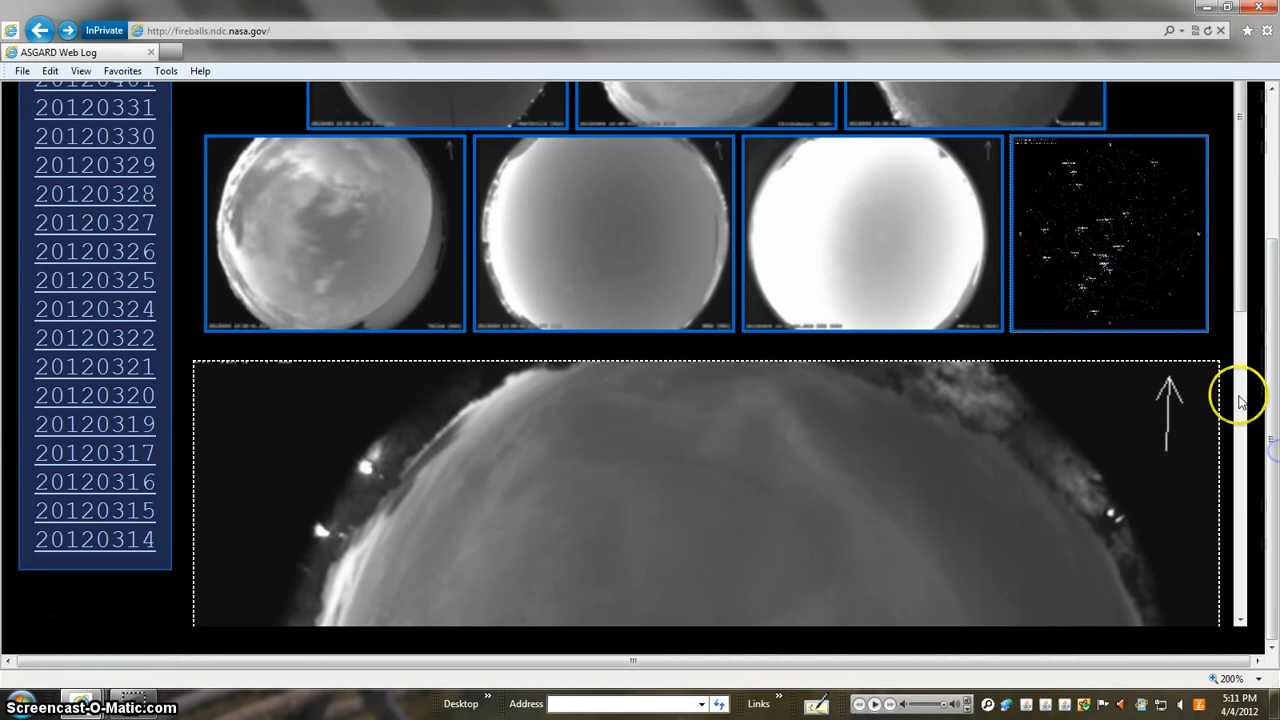 InPrivate
http://fireballs.ndc.nasa.gov/
ASGARD Web Log
File Edit View Favorites Tools Help
20120401
20120331
20120330
20120329
20120328
20120327
20120326
20120325
20120324
20120322
20120321
20120320
20120319
20120317
20120316
20120315
20120314
200%
Desktop
Address
Links
5:11 PM
4/4/2012
Screencast-O-Matic.com